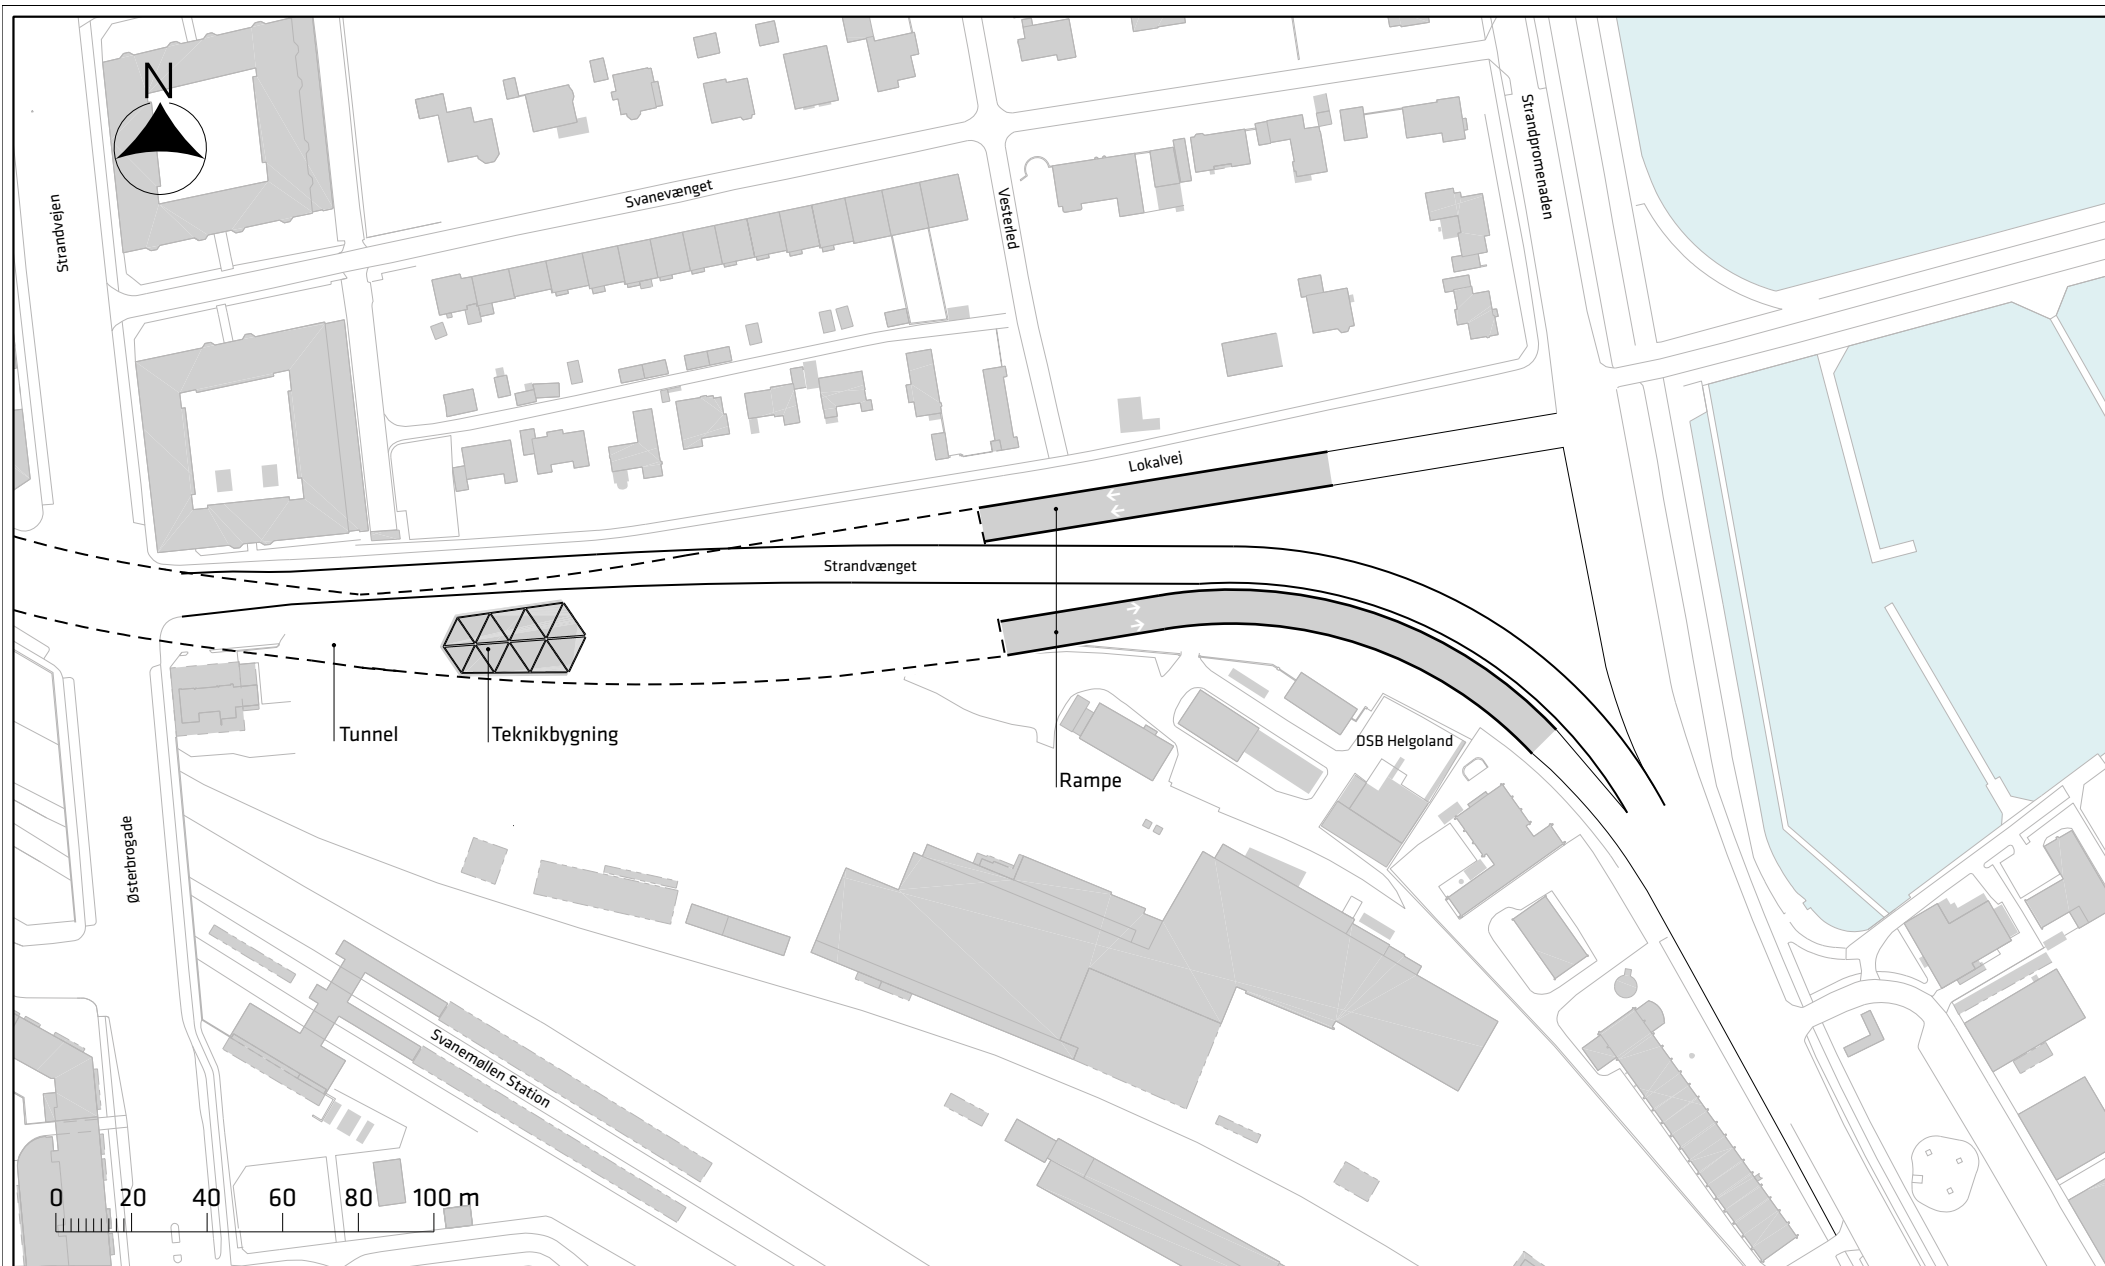 N
Strandvejen
Svanevænget
Vesterled
Strandpromenaden
Lokalvej
Strandvænget
Tunnel
Teknikbygning
Rampe
DSB Helgoland
Østerbrogade
Svanemøllen Station
0 20 40 60 80 100 m